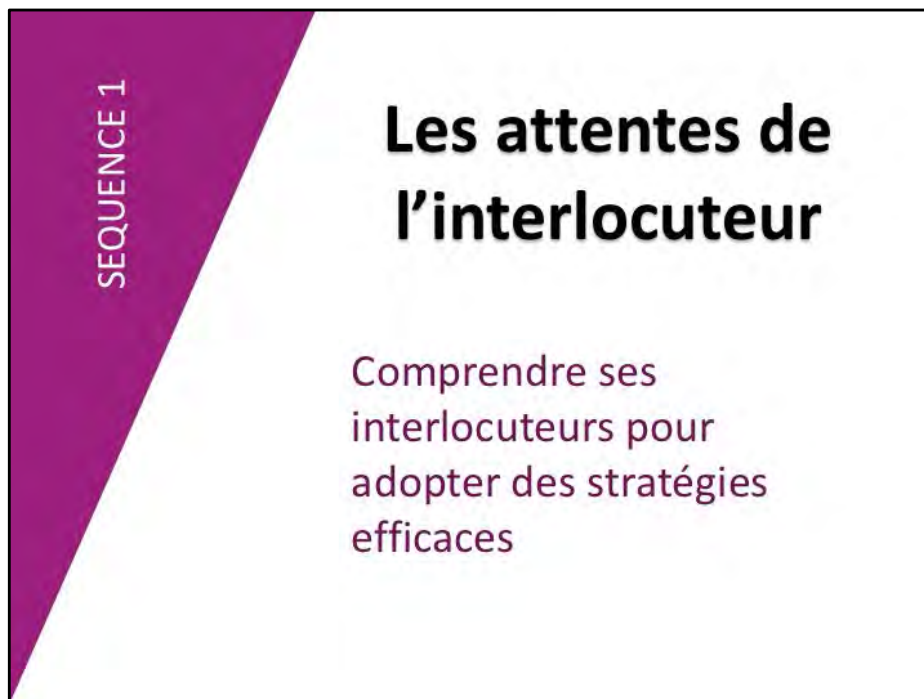 SEQUENCE 1
Les attentes de
l’interlocuteur
Comprendre ses
interlocuteurs pour
adopter des stratégies
efficaces